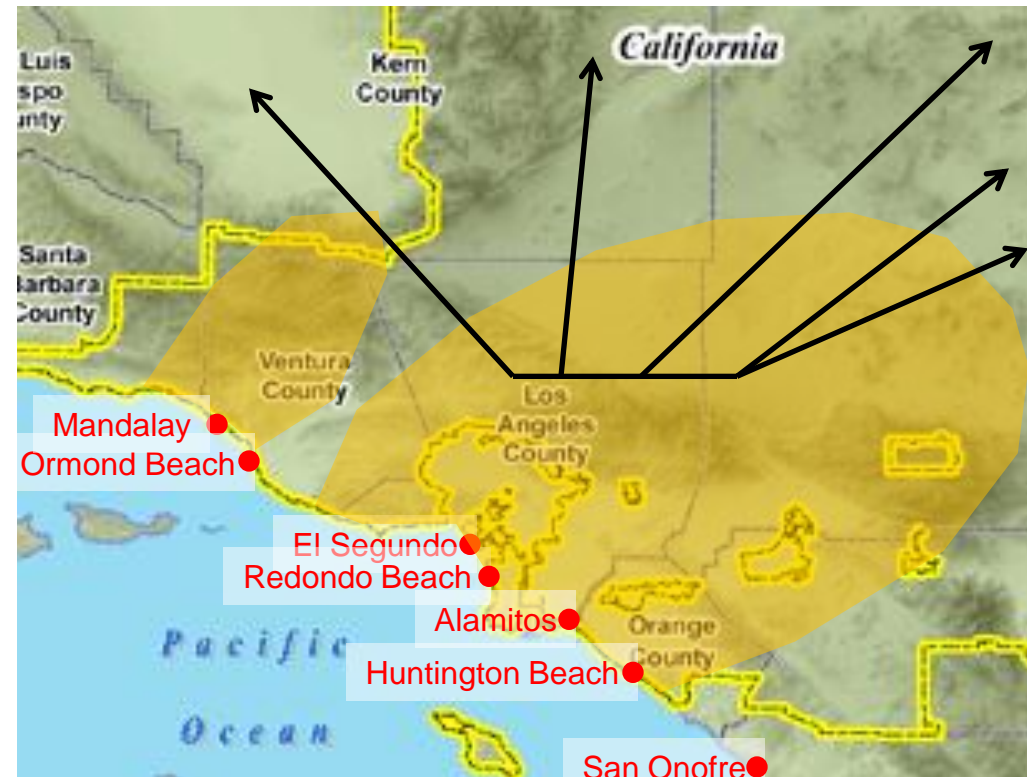 California
Luis
spo
unty
Kern
County
Santa
Barbara
County
Ventura
County
Los
Angeles
County
Mandalay
Ormond Beach
El Segundo
Redondo Beach
Alamitos
Orange
County
Huntington Beach
Pacific
Ocean
San Onofre